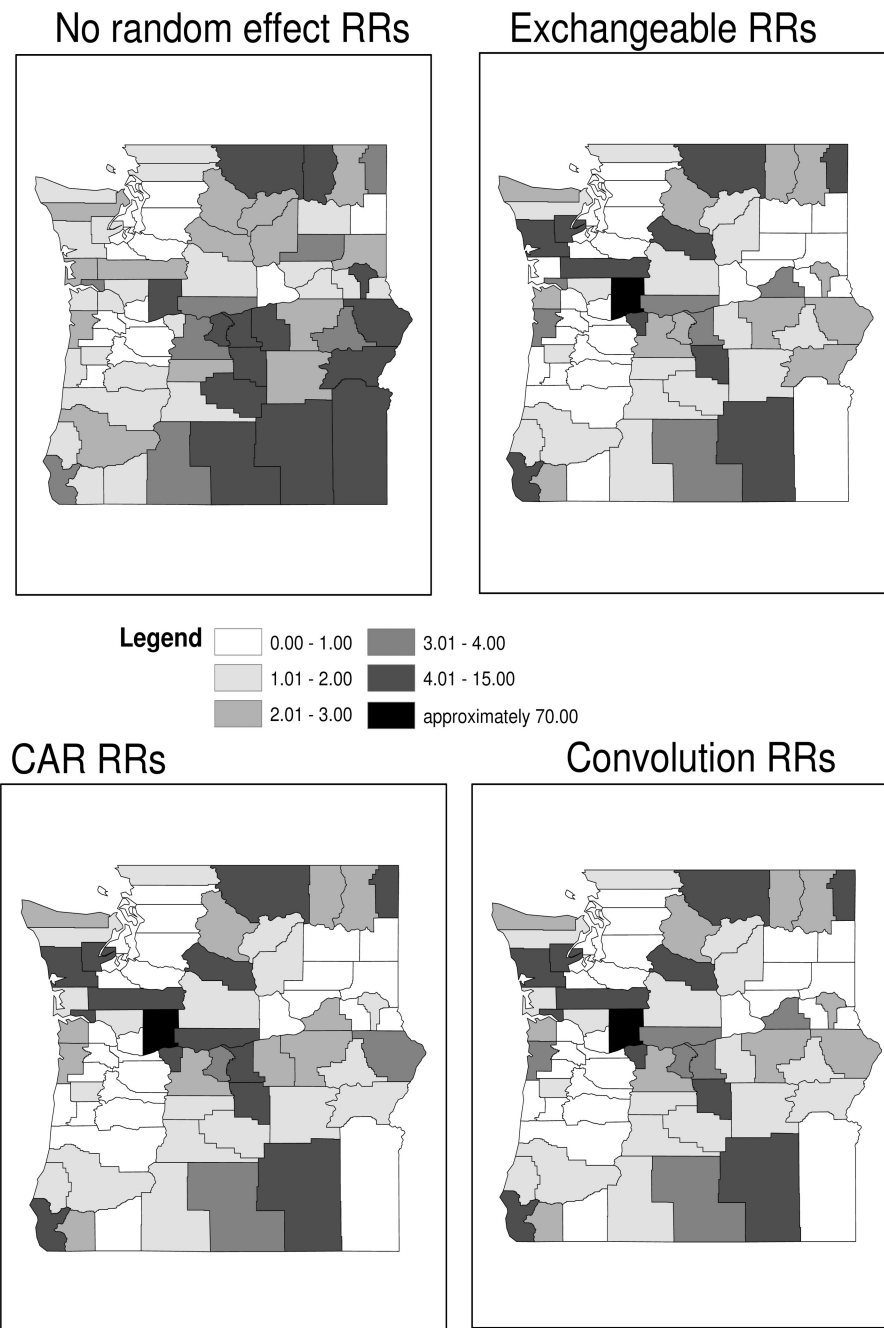 No random effect RRs
Exchangeable RRs
Legend
0.00 - 1.00
3.01 - 4.00
1.01 - 2.00
4.01 - 15.00
2.01 - 3.00
approximately 70.00
CAR RRs
Convolution RRs